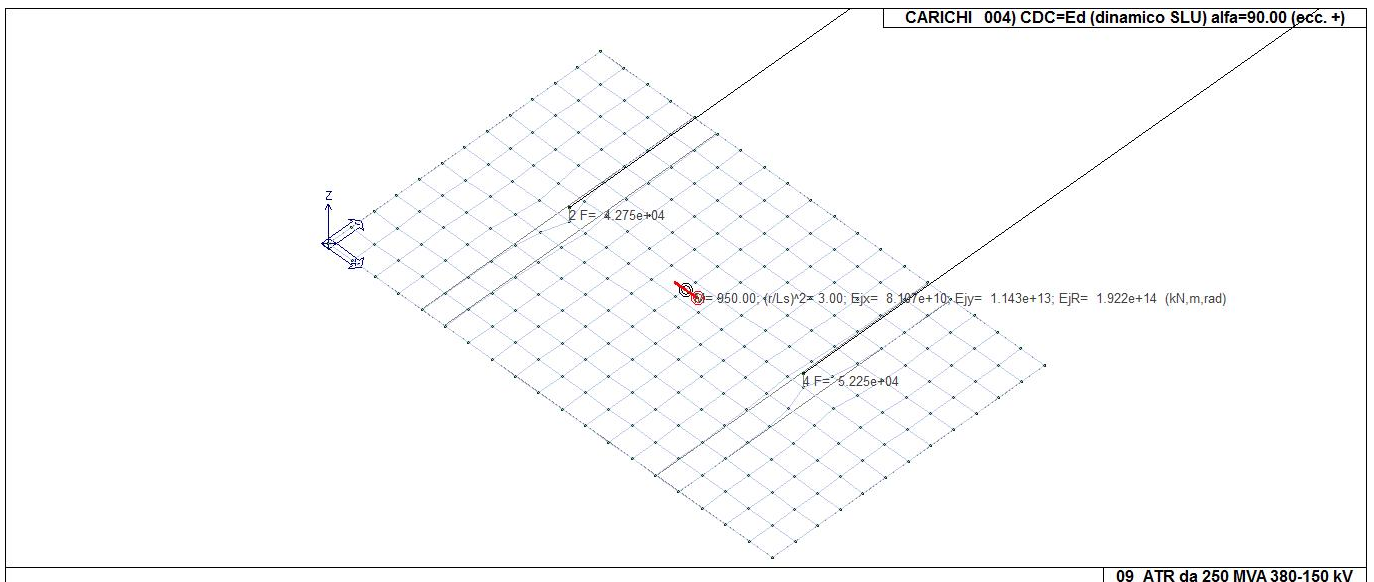 CARICHI 004) CDC=Ed (dinamico SLU) alfa=90.00 (ecc. +)
Z
2 F= 4.275e+04
M= 950.00; (r/Ls)^2= 3.00; Ejx= 8.107e+10; Ejy= 1.143e+13; EjR= 1.922e+14 (kN,m,rad)
4 F= 5.225e+04
09_ATR da 250 MVA 380-150 kV